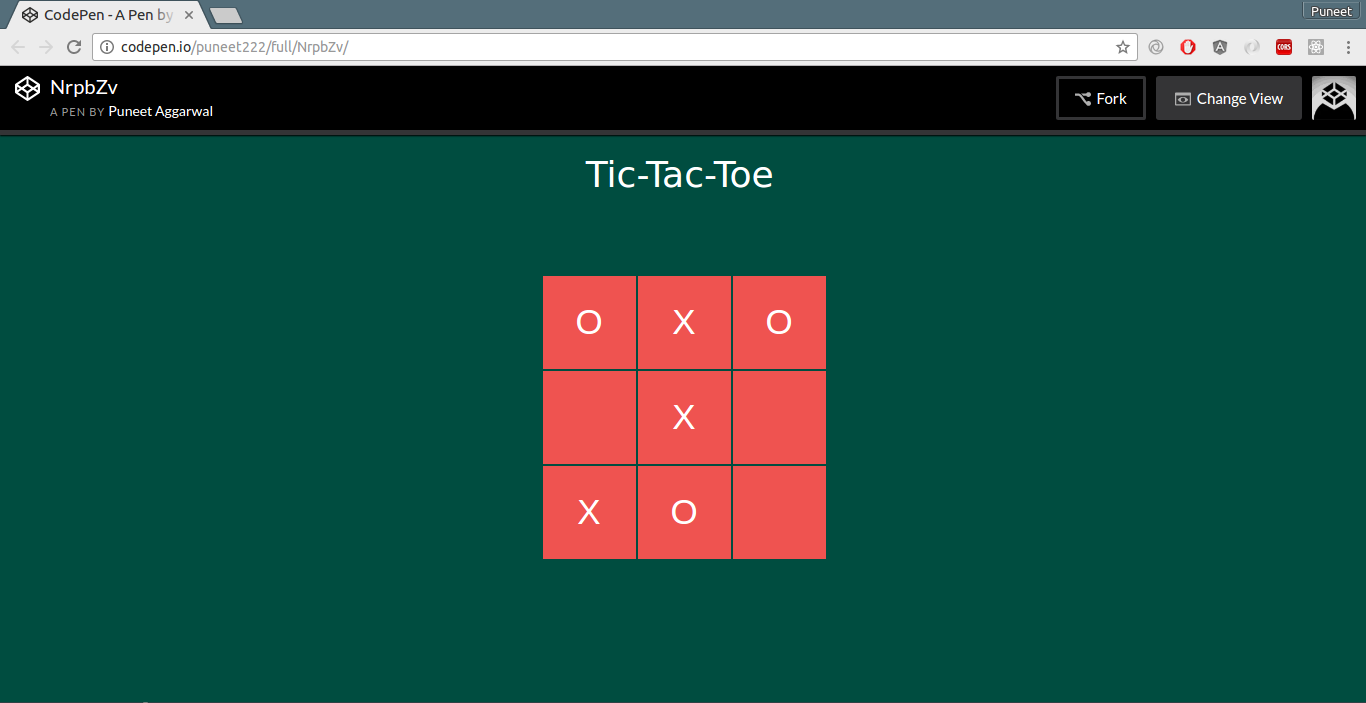 CodePen - A Pen by
Puneet
codepen.io/puneet222/full/NrpbZv/
CORS
NrpbZv
A PEN BY Puneet Aggarwal
Fork
Change View
Tic-Tac-Toe
O X O
X
X O